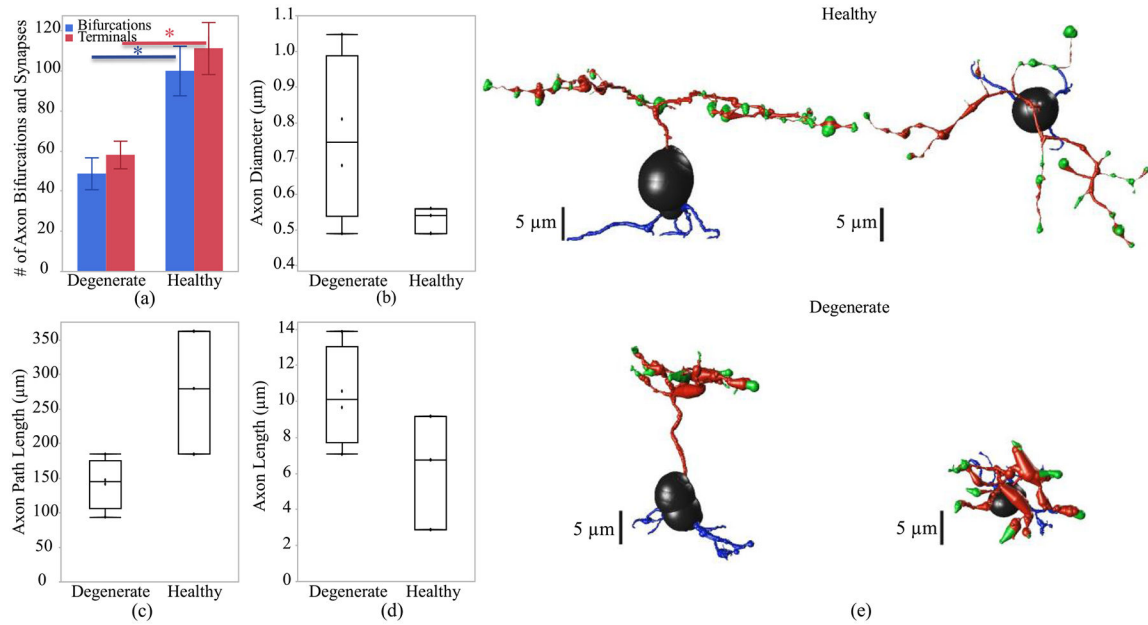 # of Axon Bifurcations and Synapses
120
100
80
60
40
20
0
Bifurcations
Terminals
*
*
Degenerate Healthy
(a)
Axon Diameter (µm)
1.1
1.0
0.9
0.8
0.7
0.6
0.5
0.4
Degenerate Healthy
(b)
Axon Path Length (µm)
350
300
250
200
150
100
50
0
Degenerate Healthy
(c)
Axon Length (µm)
14
12
10
8
6
4
2
0
Degenerate Healthy
(d)
Healthy
5 µm
5 µm
Degenerate
5 µm
5 µm
(e)